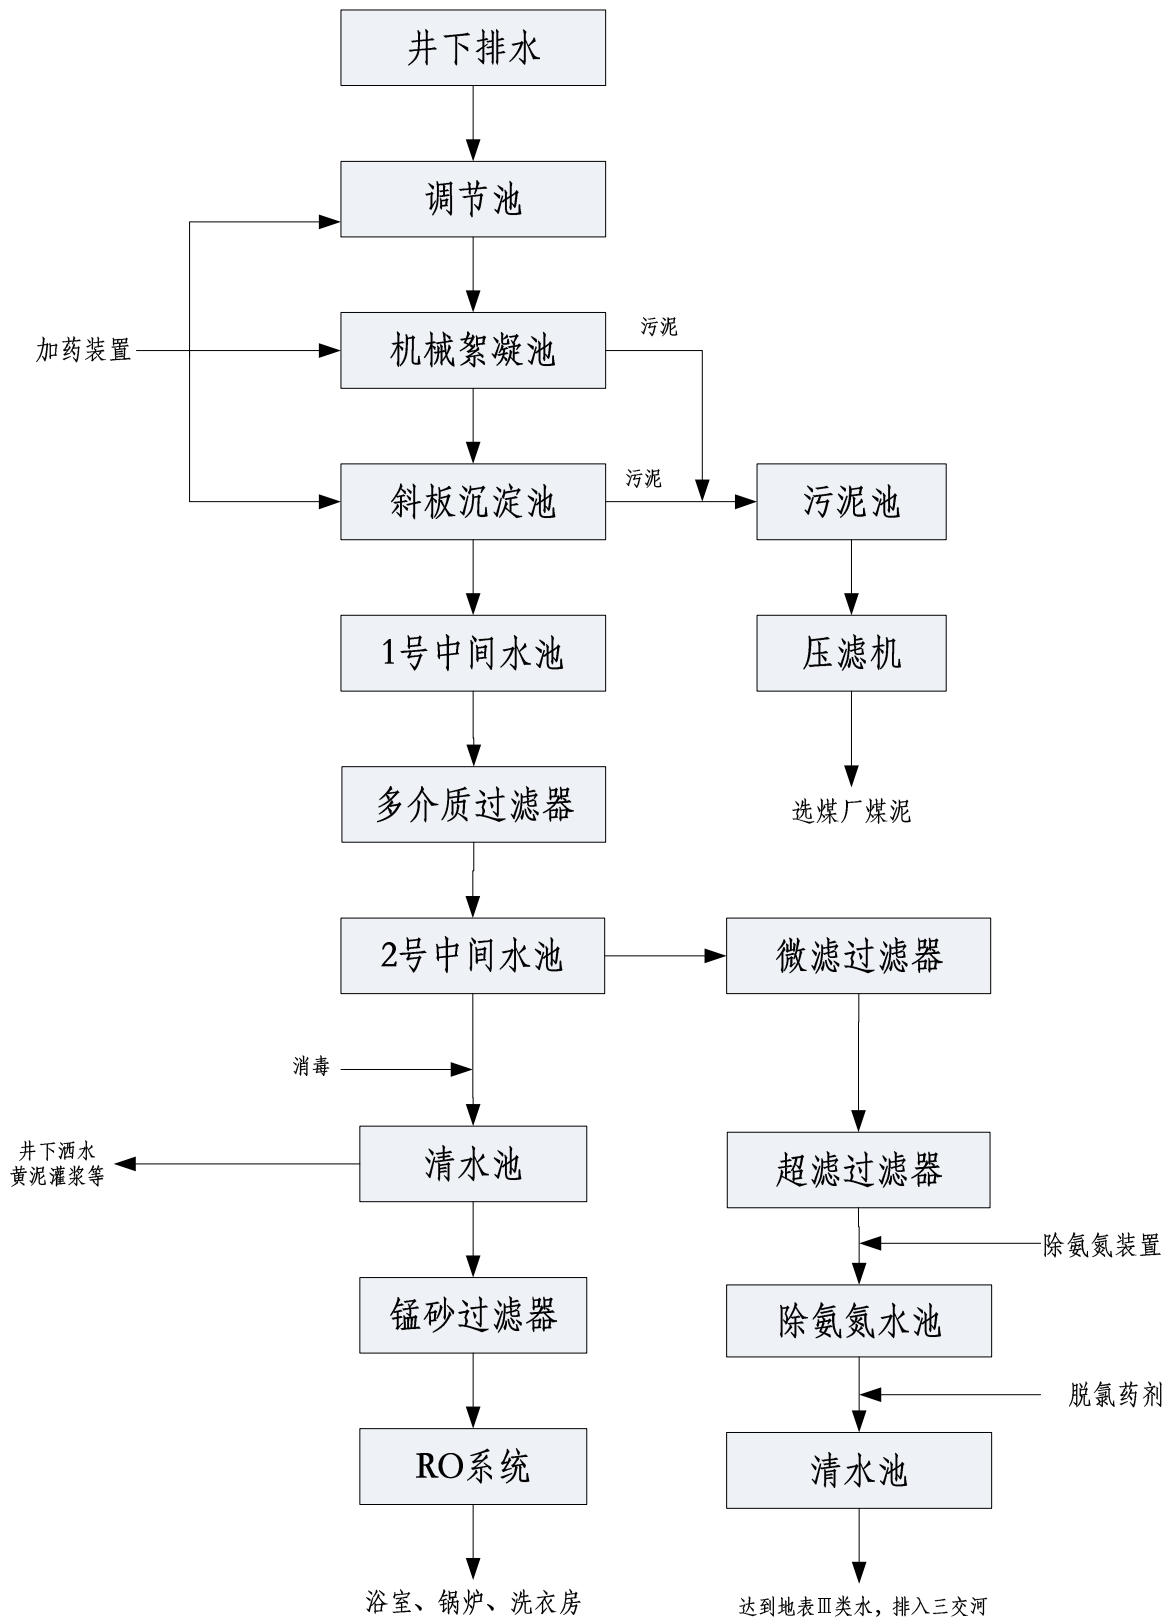 井下排水
调节池
加药装置
机械絮凝池
污泥
斜板沉淀池
污泥
污泥池
1号中间水池
压滤机
多介质过滤器
选煤厂煤泥
2号中间水池
微滤过滤器
消毒
井下洒水
黄泥灌浆等
清水池
超滤过滤器
除氨氮装置
锰砂过滤器
除氨氮水池
脱氯药剂
RO系统
清水池
浴室、锅炉、洗衣房
达到地表Ⅲ类水，排入三交河